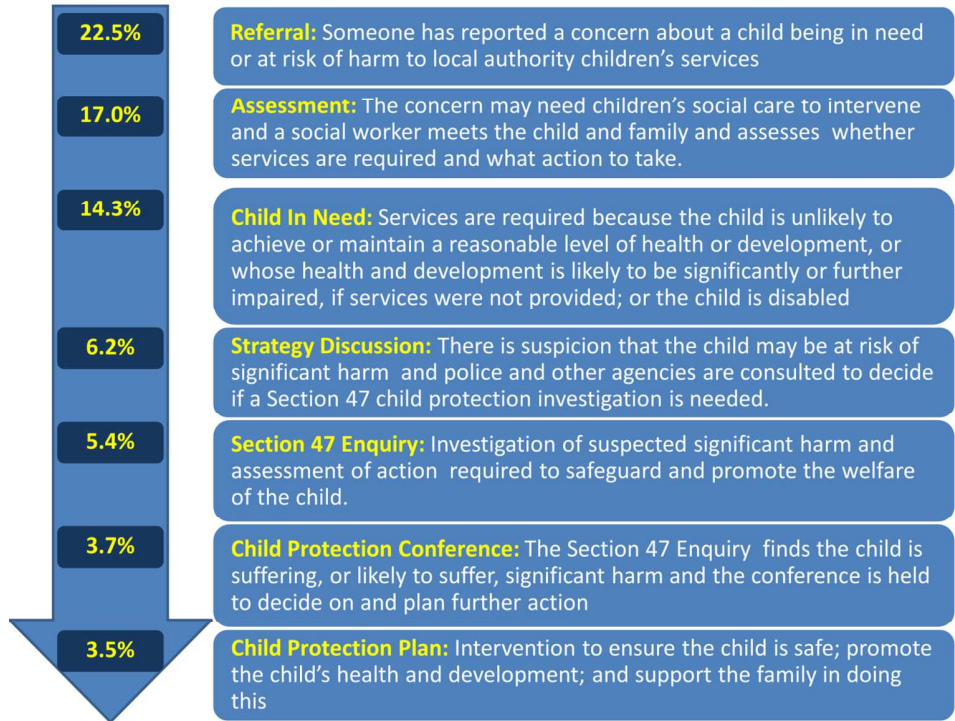 22.5%
Referral: Someone has reported a concern about a child being in need
or at risk of harm to local authority children's services
17.0%
Assessment: The concern may need children's social care to intervene
and a social worker meets the child and family and assesses whether
services are required and what action to take.
14.3%
Child In Need: Services are required because the child is unlikely to
achieve or maintain a reasonable level of health or development, or
whose health and development is likely to be significantly or further
impaired, if services were not provided; or the child is disabled
6.2%
Strategy Discussion: There is suspicion that the child may be at risk of
significant harm and police and other agencies are consulted to decide
if a Section 47 child protection investigation is needed.
5.4%
Section 47 Enquiry: Investigation of suspected significant harm and
assessment of action required to safeguard and promote the welfare
of the child.
3.7%
Child Protection Conference: The Section 47 Enquiry finds the child is
suffering, or likely to suffer, significant harm and the conference is held
to decide on and plan further action
3.5%
Child Protection Plan: Intervention to ensure the child is safe; promote
the child's health and development; and support the family in doing
this